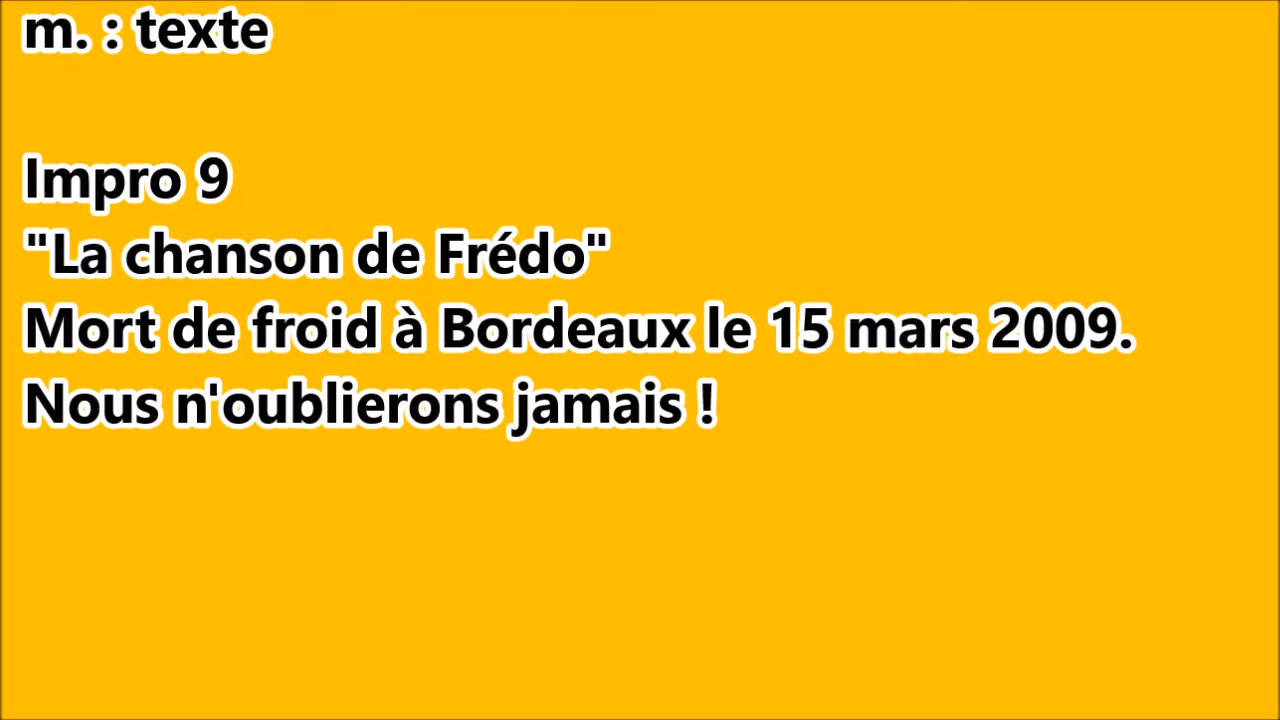 m. : texte
Impro 9
"La chanson de Frédo"
Mort de froid à Bordeaux le 15 mars 2009.
Nous n'oublierons jamais !